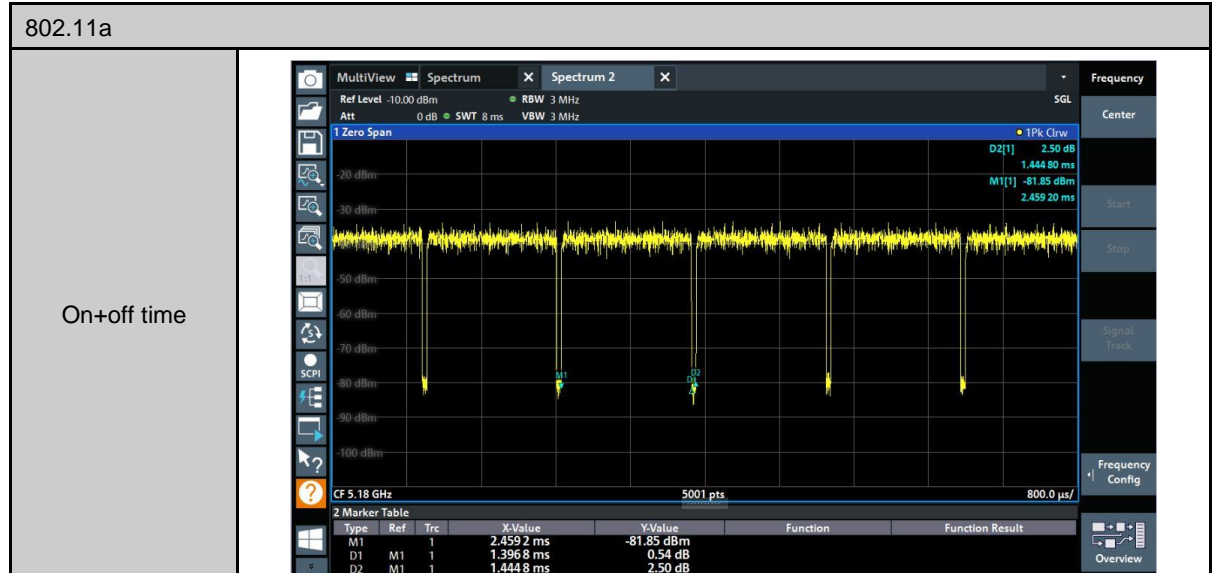 802.11a
On+off time
MultiView Spectrum X Spectrum 2 X
Frequency
Ref Level -10.00 dBm RBW 3 MHz SGL
Att 0 dB SWT 8 ms VBW 3 MHz
Center
1 Zero Span 1Pk Clrw
D2[1] 2.50 dB
1.444 80 ms
M1[1] -81.85 dBm
2.459 20 ms
-20 dBm
-30 dBm
Start
Stop
1:1
-50 dBm
-60 dBm
Signal
Track
-70 dBm
SCPI
M1
D2
-80 dBm
-90 dBm
-100 dBm
Frequency
Config
CF 5.18 GHz 5001 pts 800.0 µs/
2 Marker Table
Type Ref Trc X-Value Y-Value Function Function Result
M1 1 2.459 2 ms -81.85 dBm
D1 M1 1 1.396 8 ms 0.54 dB
D2 M1 1 1.444 8 ms 2.50 dB
Overview